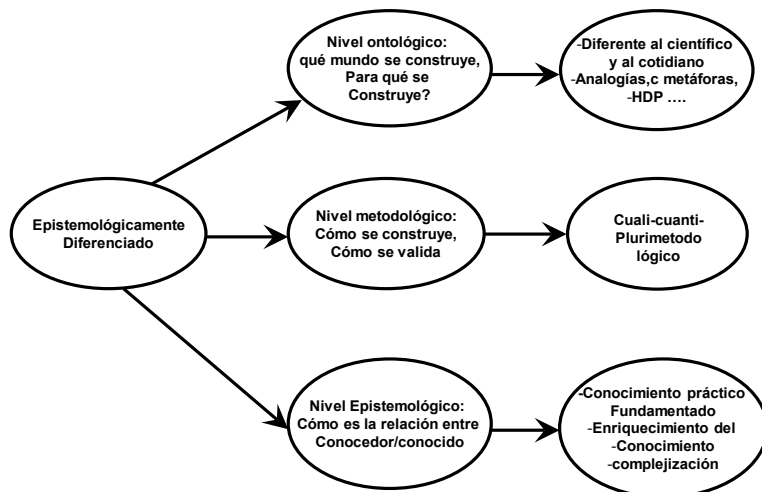 Nivel ontológico:
qué mundo se construye,
Para qué se
Construye?
-Diferente al científico
y al cotidiano
-Analogías,c metáforas,
-HDP ....
Epistemológicamente
Diferenciado
Nivel metodológico:
Cómo se construye,
Cómo se valida
Cuali-cuanti-
Plurimetodo
lógico
Nivel Epistemológico:
Cómo es la relación entre
Conocedor/conocido
-Conocimiento práctico
Fundamentado
-Enriquecimiento del
-Conocimiento
-complejización